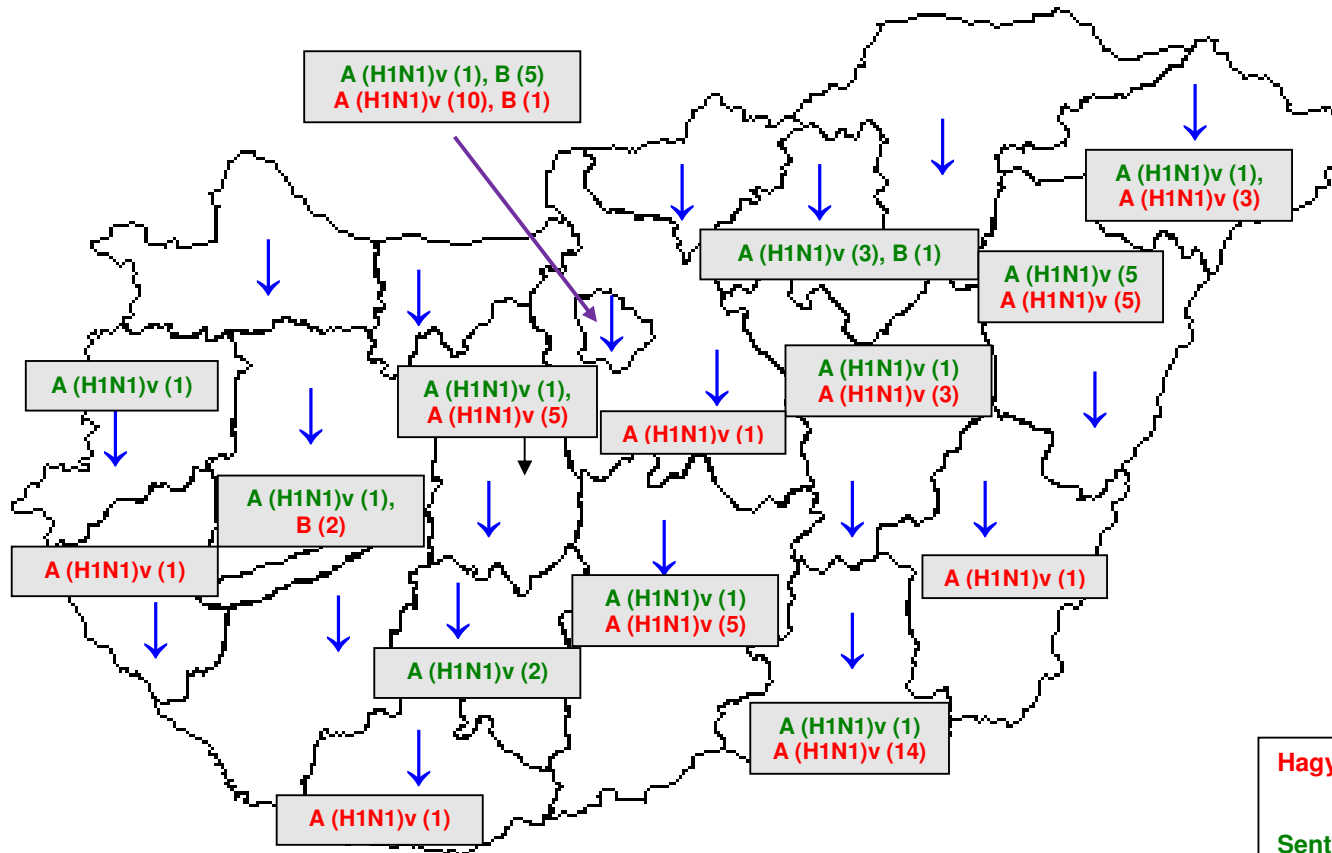 A (H1N1)v (1), B (5)
A (H1N1)v (10), B (1)
A (H1N1)v (1),
A (H1N1)v (3)
A (H1N1)v (3), B (1)
A (H1N1)v (5
A (H1N1)v (5)
A (H1N1)v (1)
A (H1N1)v (1),
A (H1N1)v (5)
A (H1N1)v (1)
A (H1N1)v (3)
A (H1N1)v (1)
A (H1N1)v (1),
B (2)
A (H1N1)v (1)
A (H1N1)v (1)
A (H1N1)v (5)
A (H1N1)v (1)
A (H1N1)v (2)
A (H1N1)v (1)
A (H1N1)v (14)
A (H1N1)v (1)
Hagy
Sent